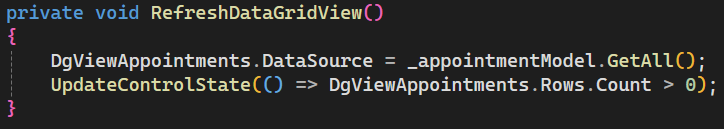 private void RefreshDataGridView()
{
DgViewAppointments.DataSource = _appointmentModel.GetAll();
UpdateControlState(() => DgViewAppointments.Rows.Count > 0);
}